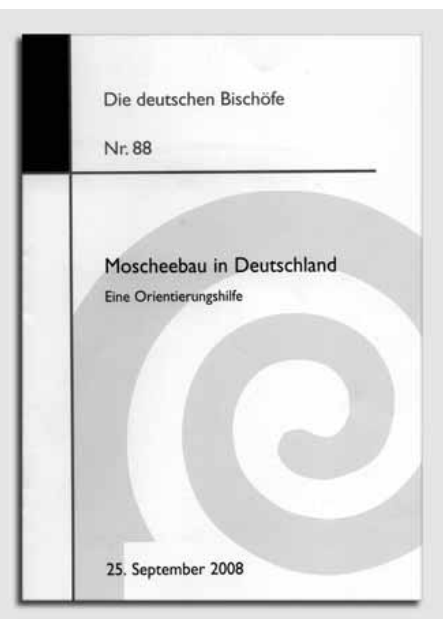 Die deutschen Bischöfe
Nr. 88
Moscheebau in Deutschland
Eine Orientierungshilfe
25. September 2008